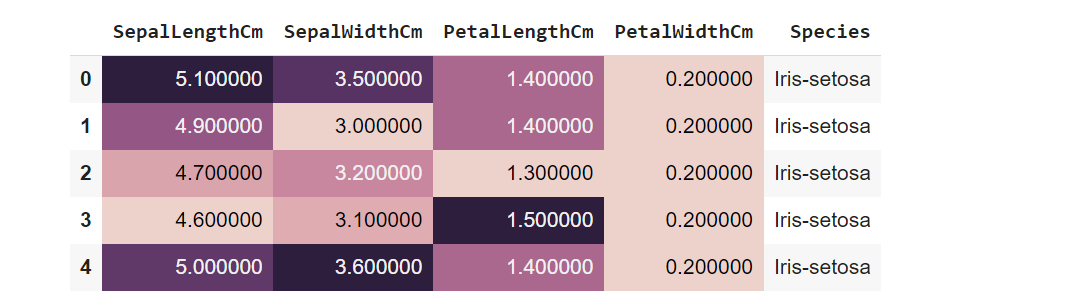 SepalLengthCm SepalWidthCm PetalLengthCm PetalWidthCm Species
0 5.100000 3.500000 1.400000 0.200000 Iris-setosa
1 4.900000 3.000000 1.400000 0.200000 Iris-setosa
2 4.700000 3.200000 1.300000 0.200000 Iris-setosa
3 4.600000 3.100000 1.500000 0.200000 Iris-setosa
4 5.000000 3.600000 1.400000 0.200000 Iris-setosa